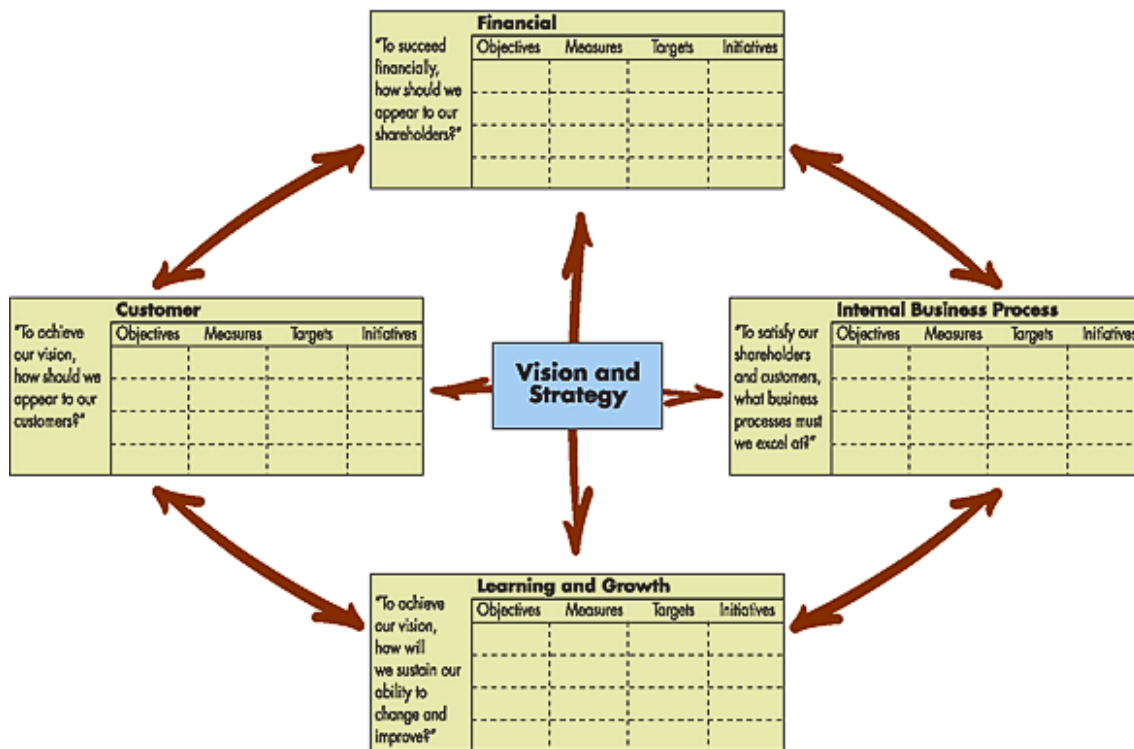 Financial
"To succeed
financially,
how should we
appear to our
shareholders?"
Objectives Measures Targets Initiatives
Customer
"To achieve
our vision,
how should we
appear to our
customers?"
Objectives Measures Targets Initiatives
Vision and
Strategy
Internal Business Process
"To satisfy our
shareholders
and customers,
what business
processes must
we excel at?"
Objectives Measures Targets Initiatives
Learning and Growth
"To achieve
our vision,
how will
we sustain our
ability to
change and
improve?"
Objectives Measures Targets Initiatives